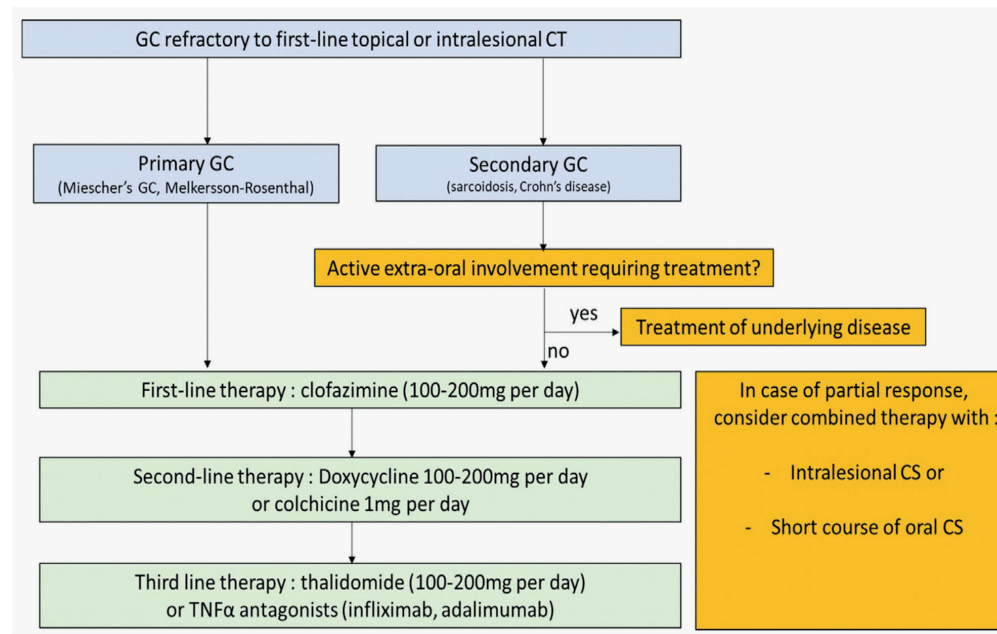 GC refractory to first-line topical or intralesional CT
Primary GC
(Miescher's GC, Melkersson-Rosenthal)
Secondary GC
(sarcoidosis, Crohn's disease)
Active extra-oral involvement requiring treatment?
yes
Treatment of underlying disease
no
First-line therapy : clofazimine (100-200mg per day)
Second-line therapy : Doxycycline 100-200mg per day
or colchicine 1mg per day
Third line therapy : thalidomide (100-200mg per day)
or TNFα antagonists (infliximab, adalimumab)
In case of partial response,
consider combined therapy with :
- Intralesional CS or
- Short course of oral CS